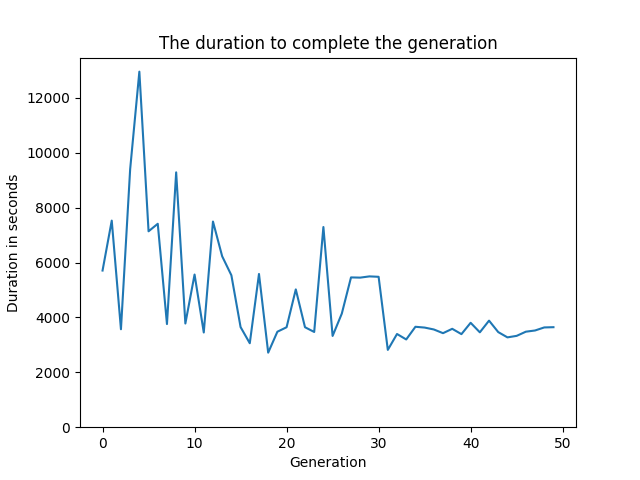 The duration to complete the generation
12000
10000
8000
6000
4000
2000
0
Duration in seconds
0 10 20 30 40 50
Generation